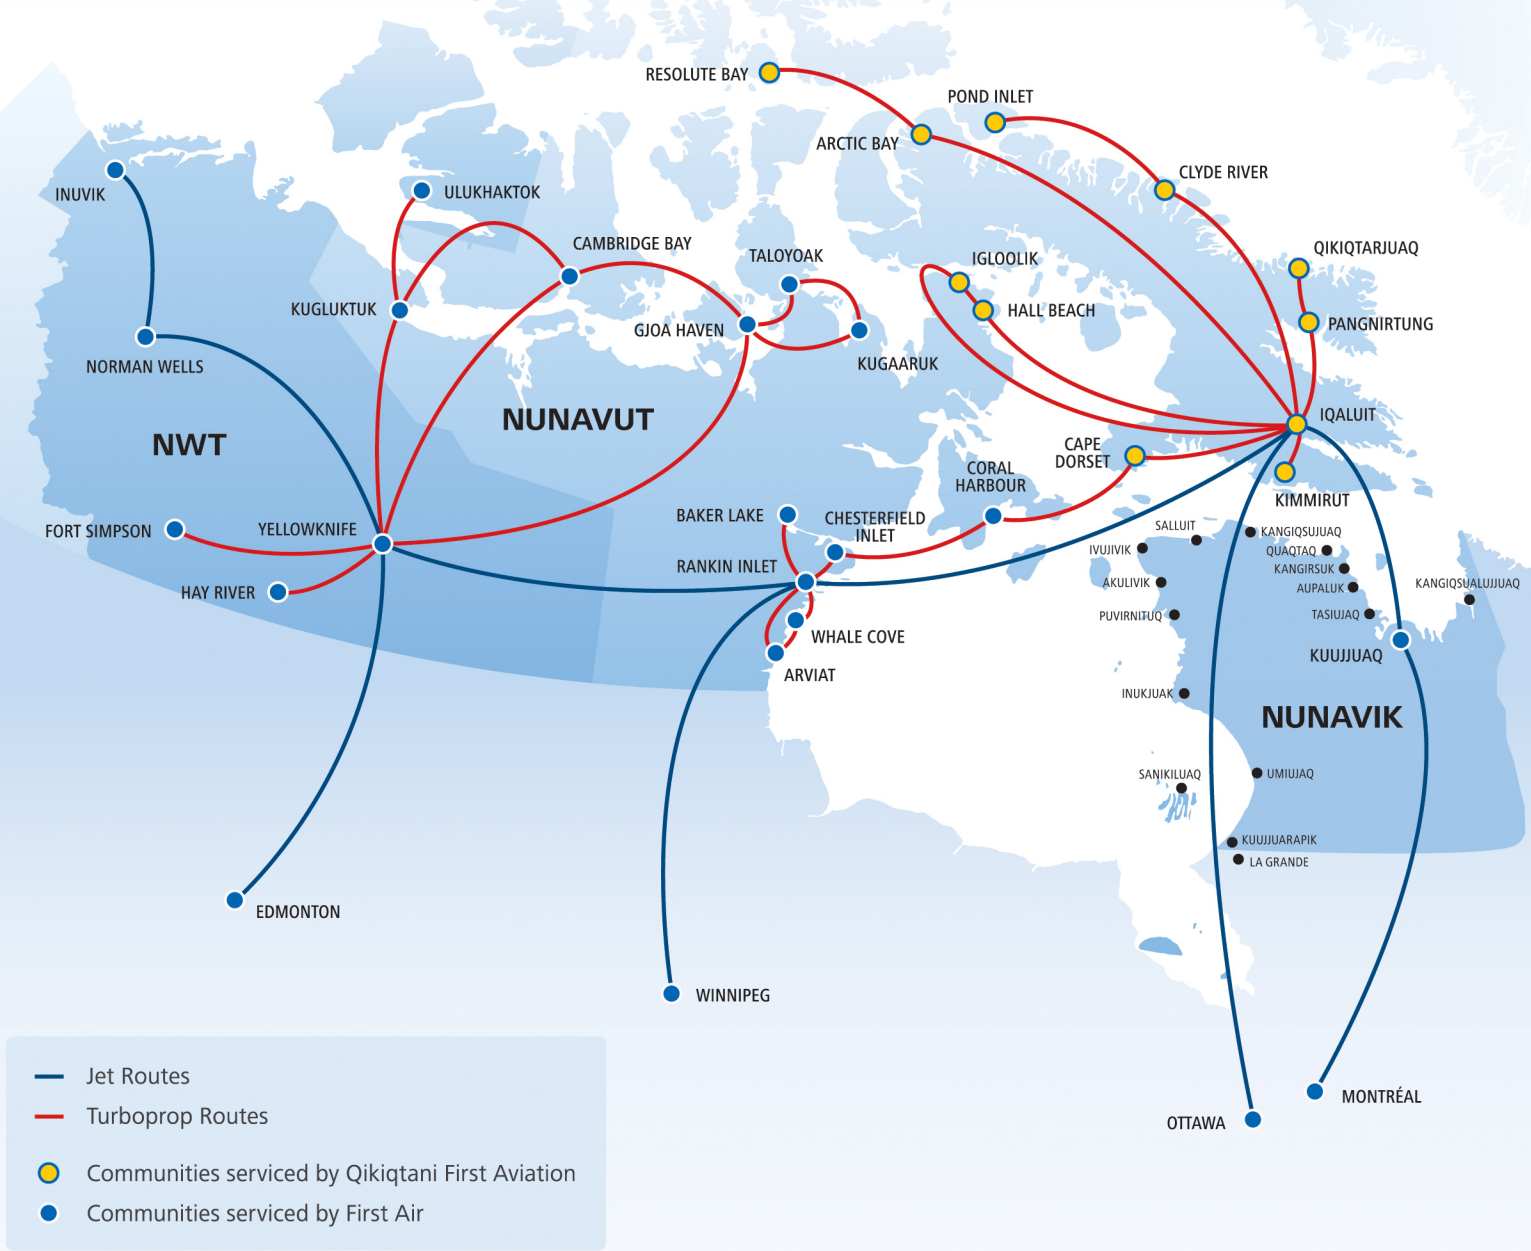 RESOLUTE BAY
POND INLET
ARCTIC BAY
CLYDE RIVER
INUVIK
ULUKHAKTOK
CAMBRIDGE BAY
TALOYOAK
IGLOOLIK
QIKIQTARJUAQ
KUGLUKTUK
GJOA HAVEN
HALL BEACH
PANGNIRTUNG
NORMAN WELLS
KUGAARUK
NUNAVUT
NWT
IQALUIT
CAPE
DORSET
CORAL
HARBOUR
KIMMIRUT
FORT SIMPSON
YELLOWKNIFE
BAKER LAKE
CHESTERFIELD
INLET
SALLUIT
KANGIQSUJUAQ
IVUJIVIK
QUAQTAQ
RANKIN INLET
KANGIRSUK
AKULIVIK
AUPALUK
KANGIQSUALUJJUAQ
HAY RIVER
PUVIRNITUQ
TASIUJAQ
WHALE COVE
KUUJJUAQ
ARVIAT
INUKJUAK
NUNAVIK
SANIKILUAQ
UMIUJAQ
KUUJJUARAPIK
LA GRANDE
EDMONTON
WINNIPEG
MONTRÉAL
OTTAWA
Jet Routes
Turboprop Routes
Communities serviced by Qikiqtani First Aviation
Communities serviced by First Air